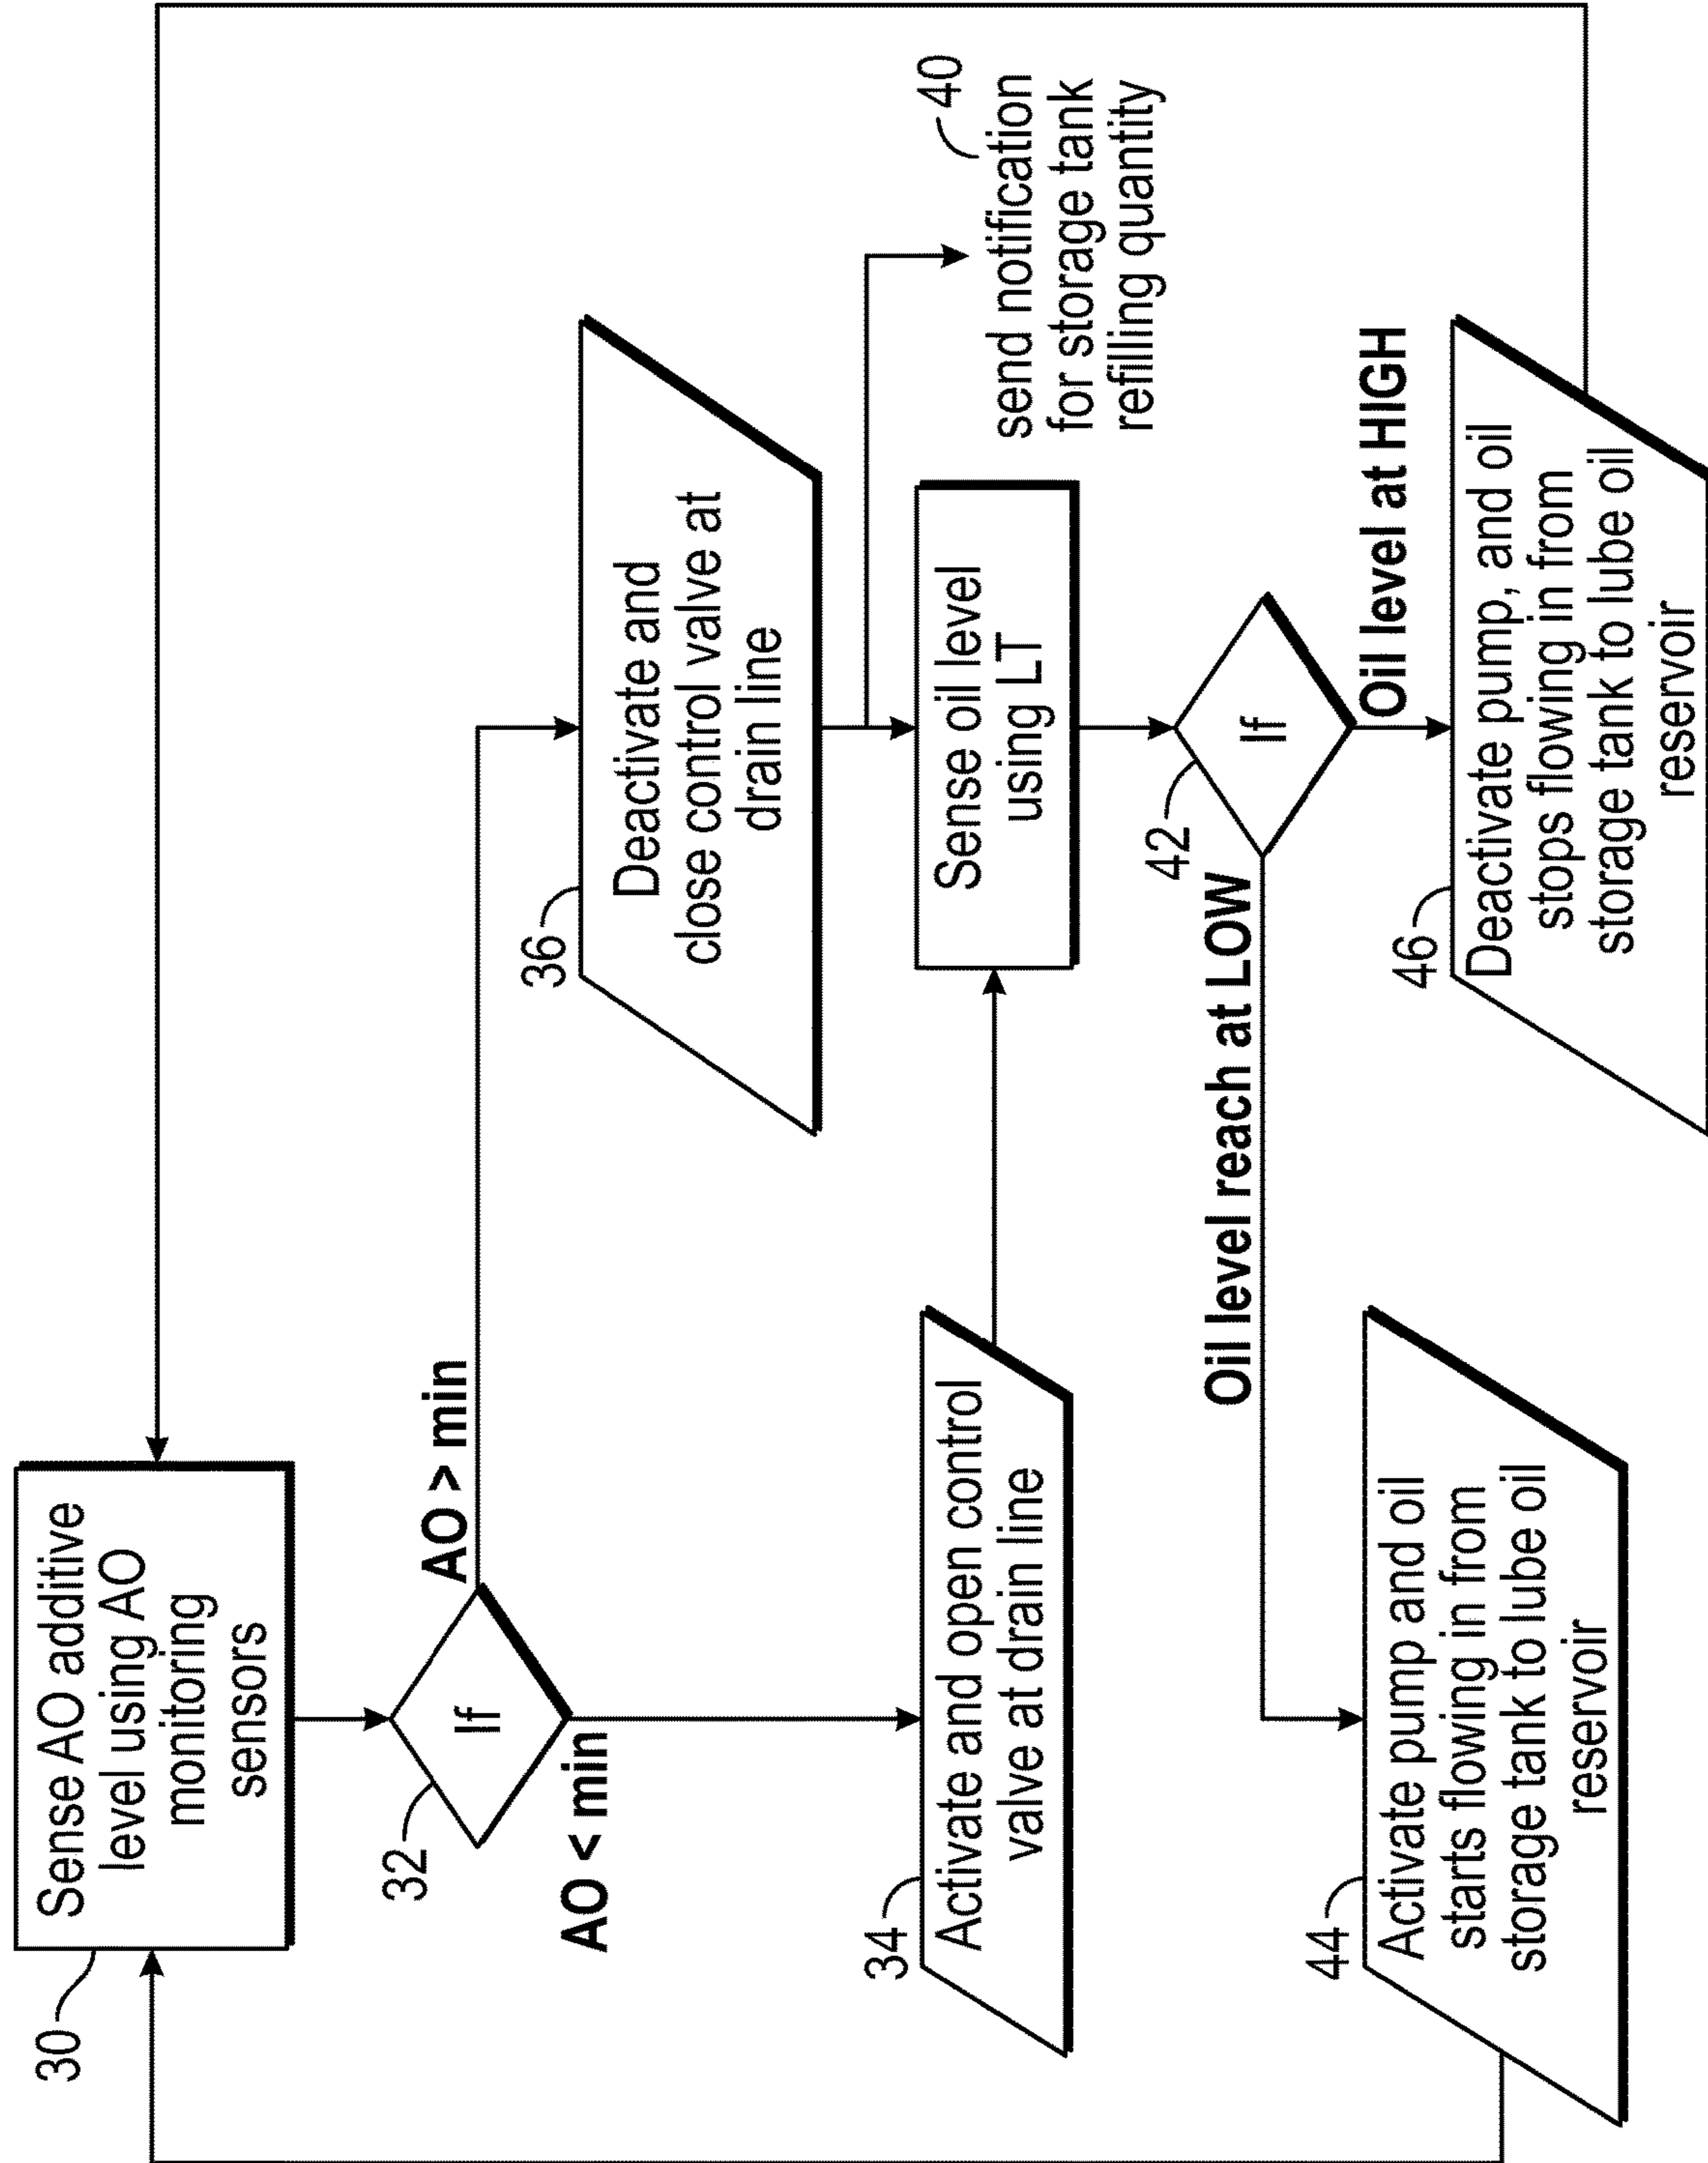 30
Sense AO additive
level using AO
monitoring
sensors
32
If
AO > min
AO < min
36
Deactivate and
close control valve at
drain line
34
Activate and open control
valve at drain line
40
send notification
for storage tank
refilling quantity
Sense oil level
using LT
42
If
Oil level reach at LOW
Oil level at HIGH
44
Activate pump and oil
starts flowing in from
storage tank to lube oil
reservoir
46
Deactivate pump, and oil
stops flowing in from
storage tank to lube oil
reservoir